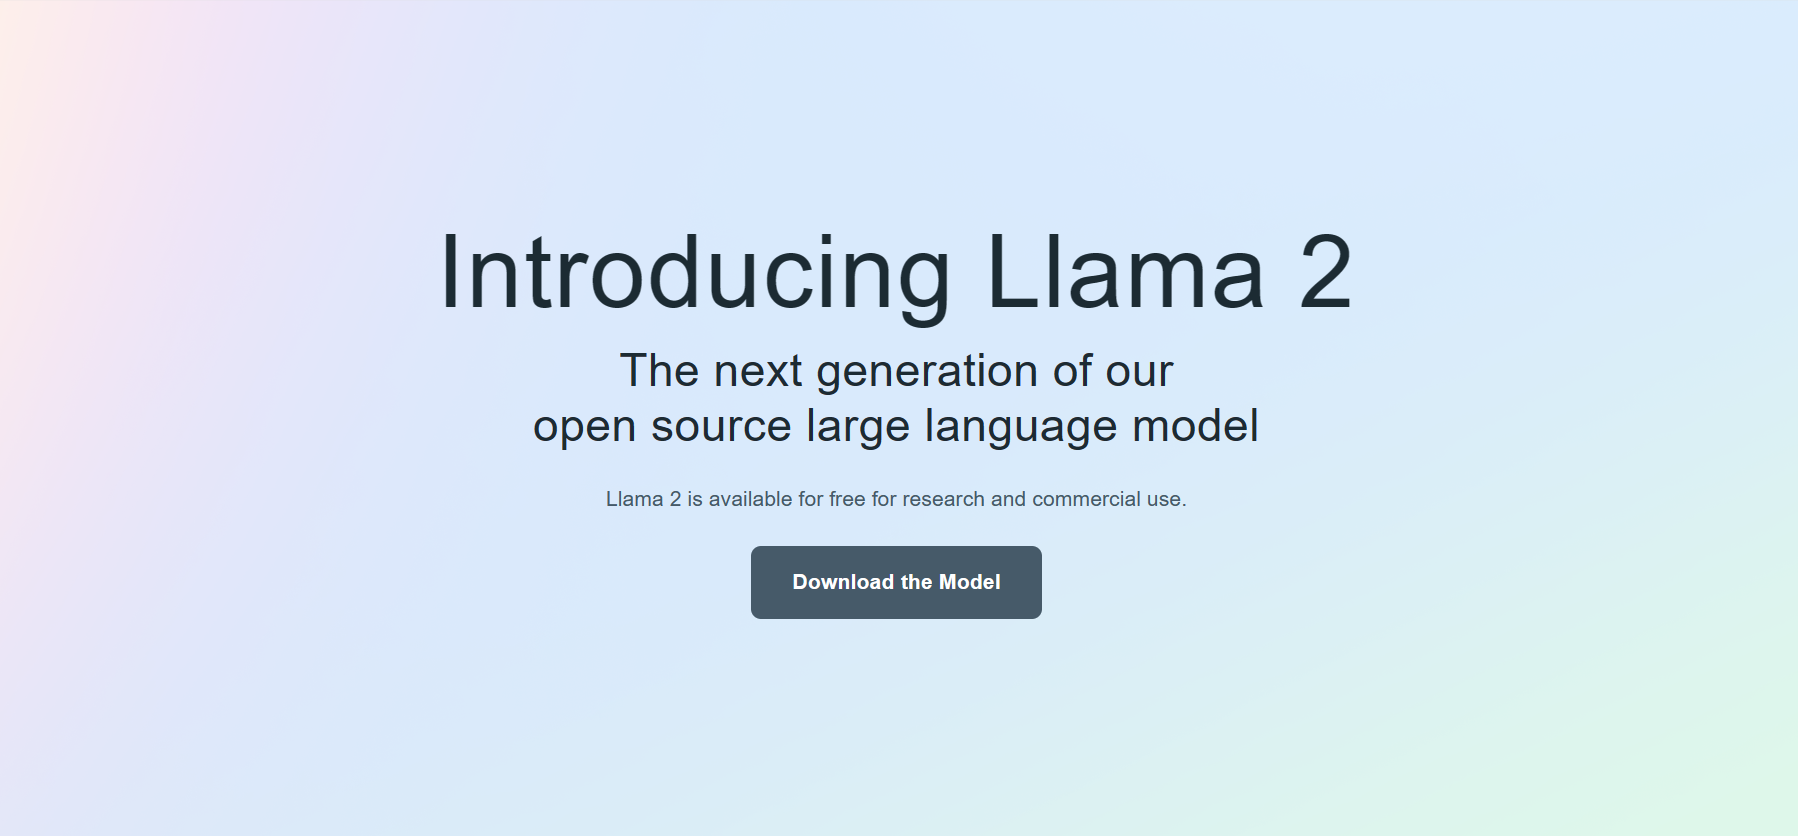 Introducing Llama 2
The next generation of our
open source large language model
Llama 2 is available for free for research and commercial use.
Download the Model